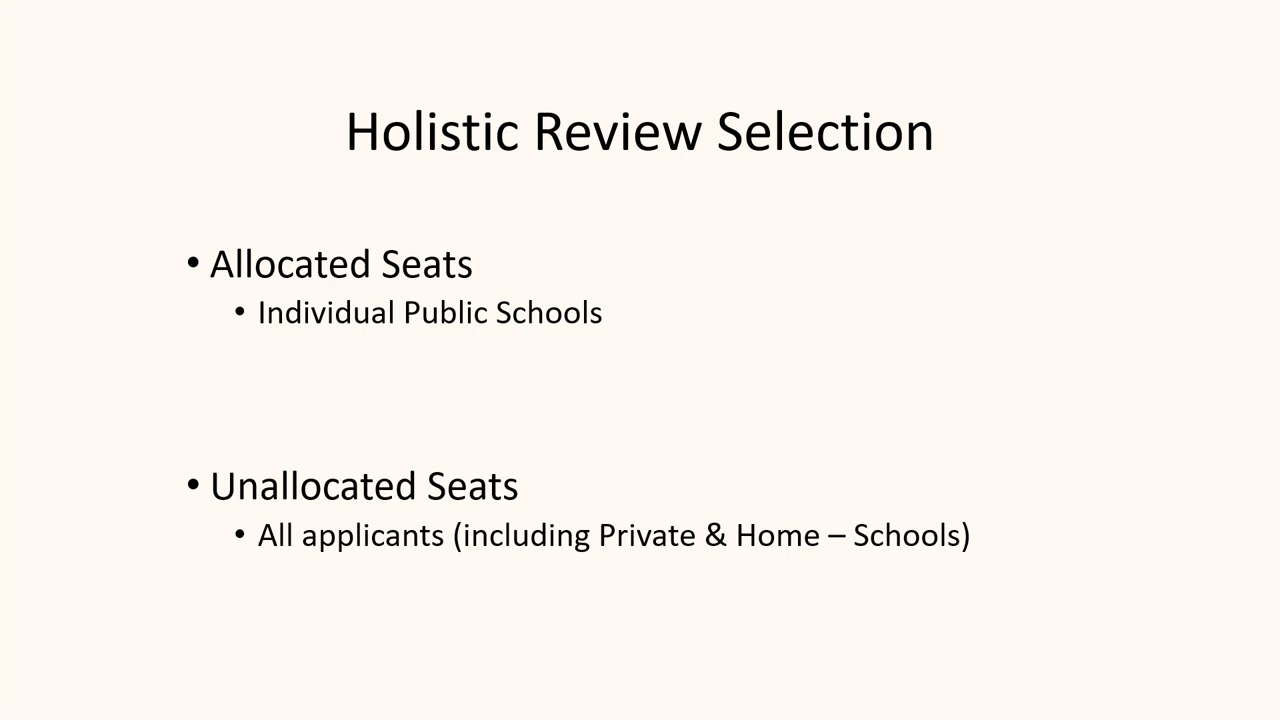 Holistic Review Selection
• Allocated Seats
• Individual Public Schools
• Unallocated Seats
• All applicants (including Private & Home – Schools)